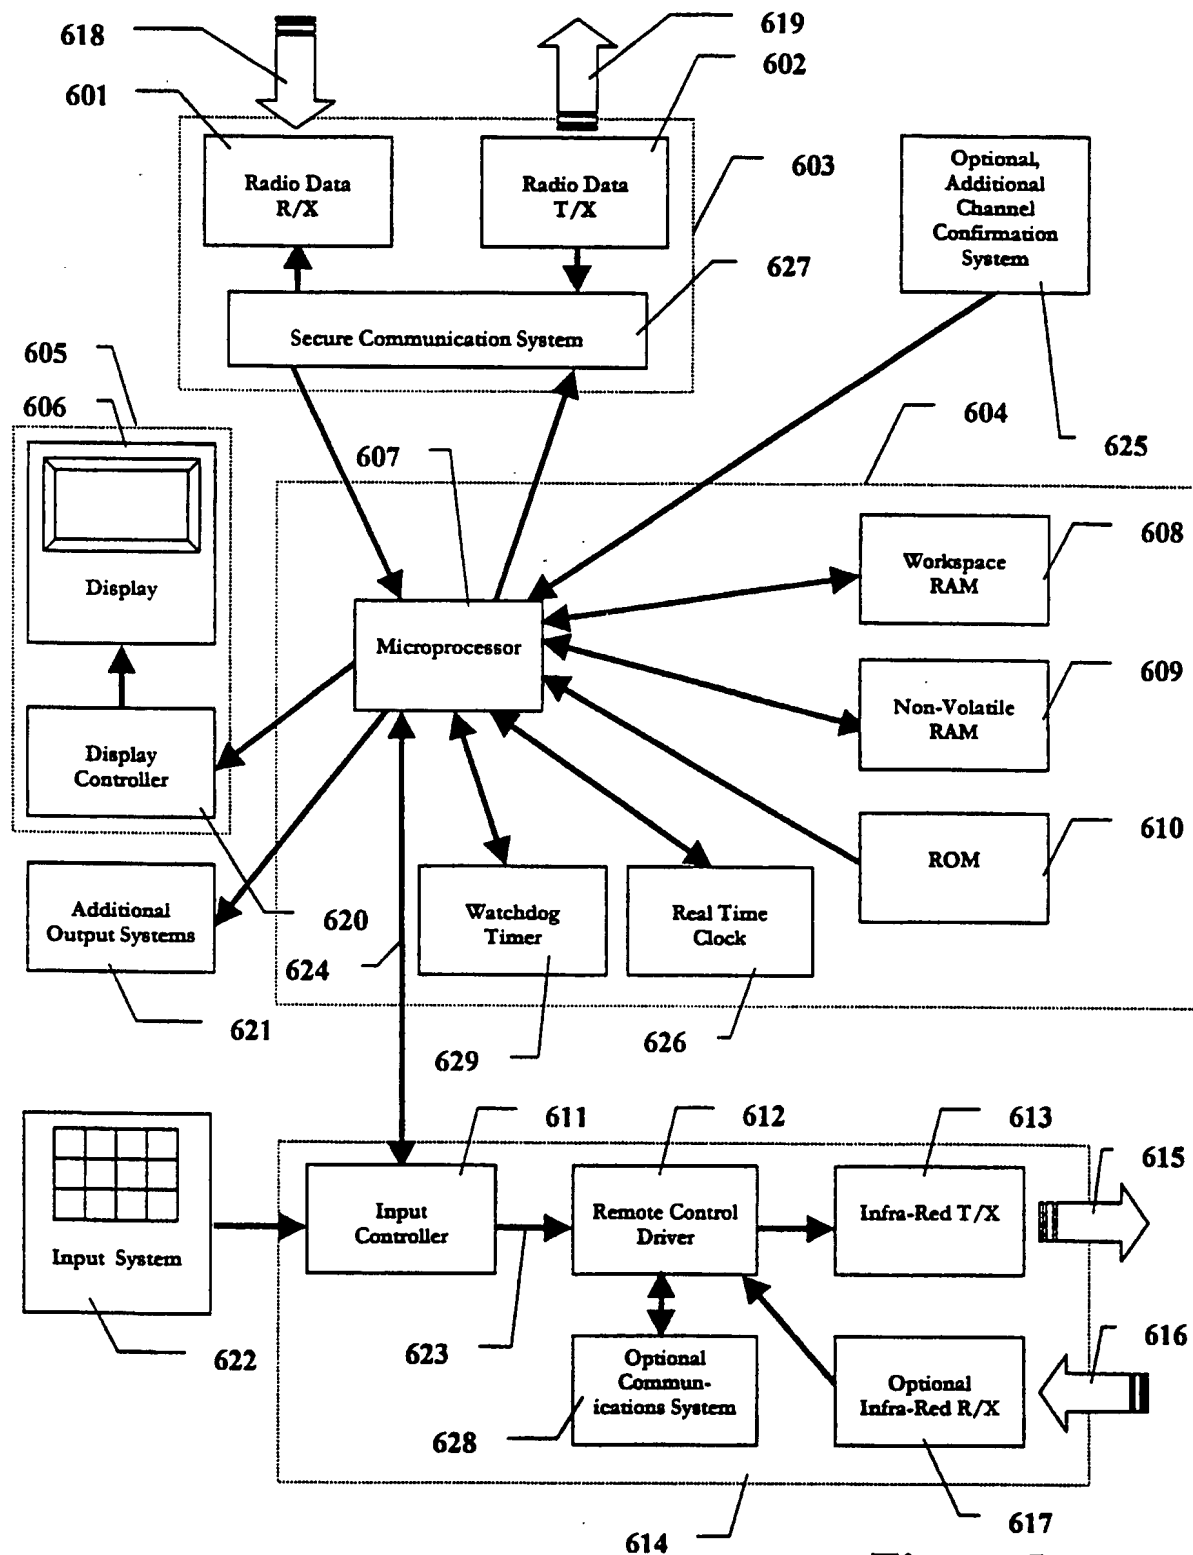 618
619
601
602
Radio Data
R/X
Radio Data
T/X
603
Optional,
Additional
Channel
Confirmation
System
627
Secure Communication System
605
606
604
607
625
Display
Microprocessor
Workspace
RAM
608
Non-Volatile
RAM
609
Display
Controller
ROM
610
Additional
Output Systems
620
624
Watchdog
Timer
Real Time
Clock
621
629
626
611
612
613
615
Input System
Input
Controller
Remote Control
Driver
Infra-Red T/X
622
623
616
Optional
Commun-
ications System
Optional
Infra-Red R/X
628
614
617